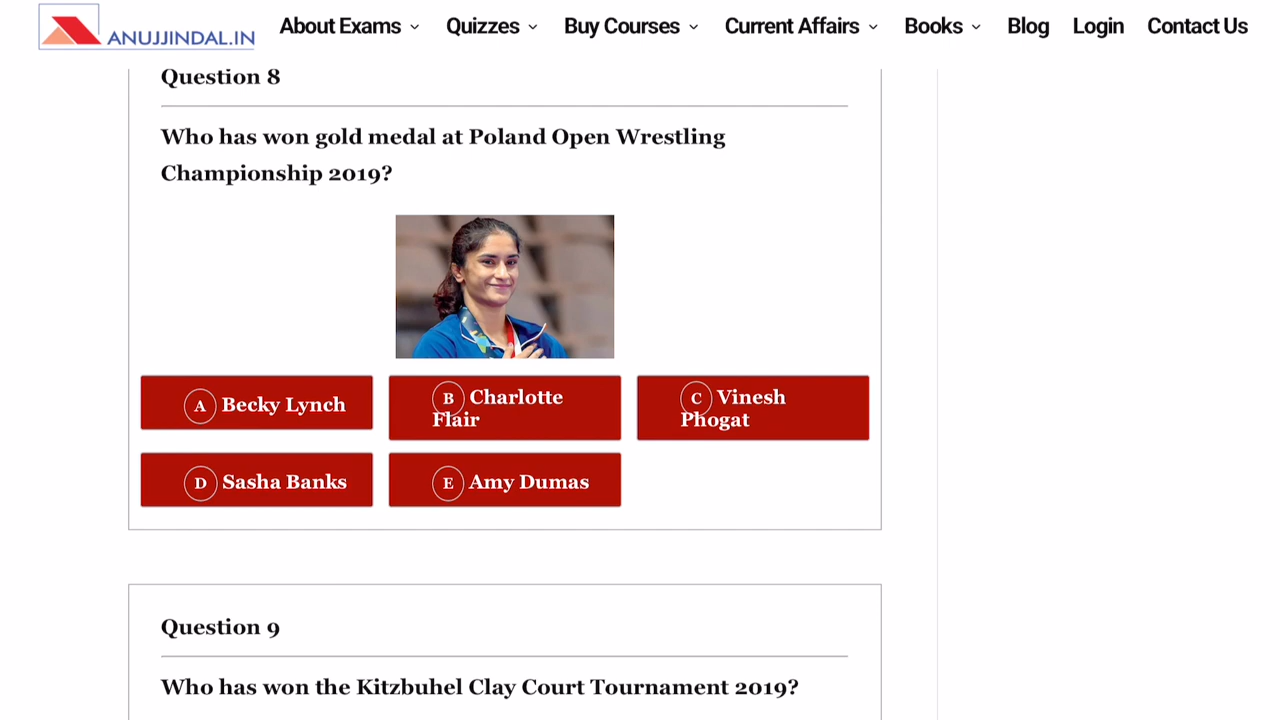 ANUJJINDAL.IN
About Exams Quizzes Buy Courses Current Affairs Books Blog Login Contact Us
Question 8
Who has won gold medal at Poland Open Wrestling
Championship 2019?
A Becky Lynch
B Charlotte
Flair
C Vinesh
Phogat
D Sasha Banks
E Amy Dumas
Question 9
Who has won the Kitzbuhel Clay Court Tournament 2019?